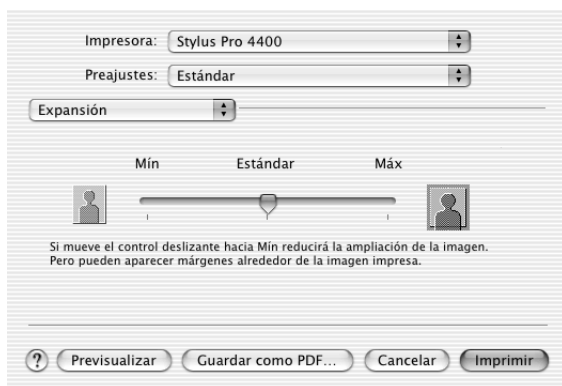 Impresora: Stylus Pro 4400
Preajustes: Estándar
Expansión
Mín Estándar Máx
Si mueve el control deslizante hacia Mín reducirá la ampliación de la imagen.
Pero pueden aparecer márgenes alrededor de la imagen impresa.
? Previsualizar Guardar como PDF... Cancelar Imprimir